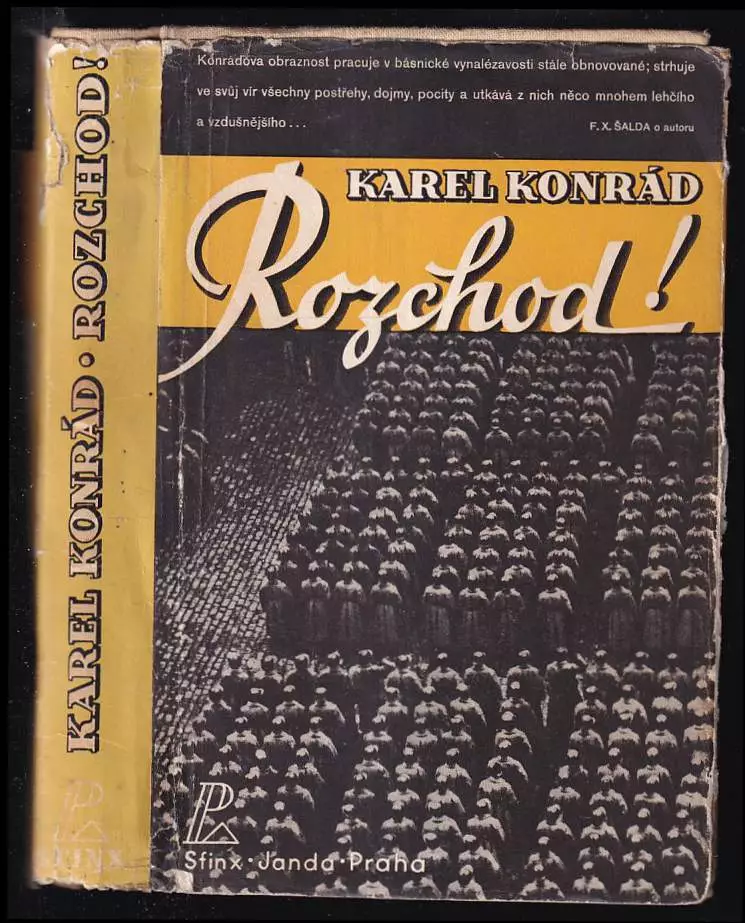 Konrádova obraznost pracuje v básnické vynalézavosti stále obnovované; strhuje
ve svůj vír všechny postřehy, dojmy, pocity a utkává z nich něco mnohem lehčího
a vzdušnějšího...
F. X. ŠALDA o autoru
KAREL KONRÁD
Rozchod!
Sfinx · Janda · Praha
KAREL KONRÁD · ROZCHOD!
SFINX